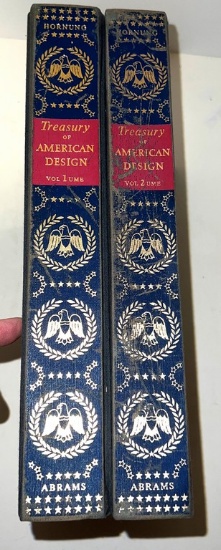 HORNUNG
Treasury
OF
AMERICAN
DESIGN
VOL 1 UME
ABRAMS
HORNUNG
Treasury
OF
AMERICAN
DESIGN
VOL 2 UME
ABRAMS